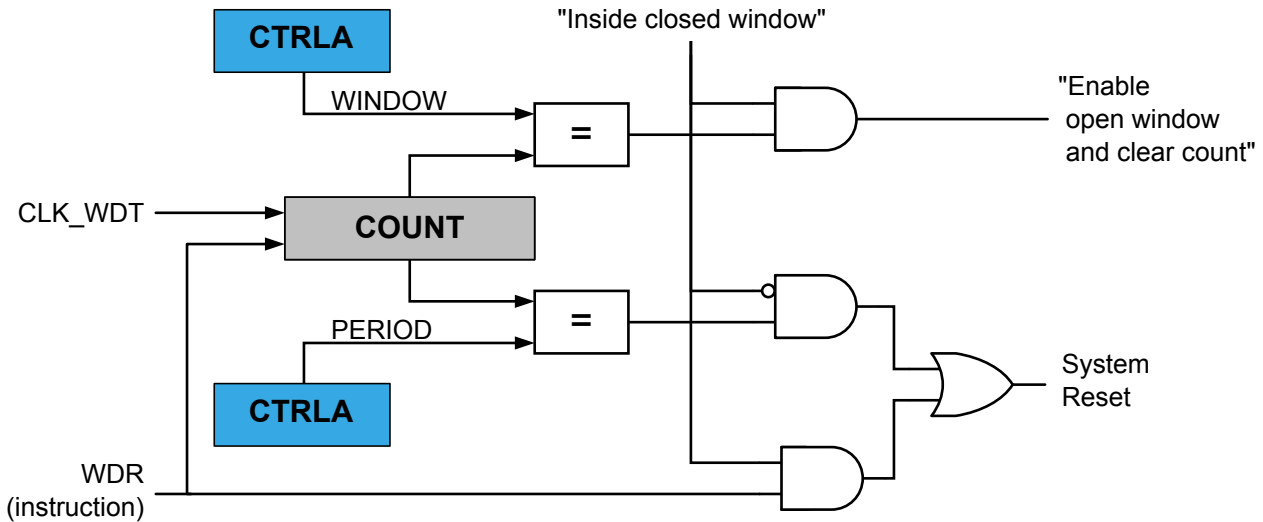 "Inside closed window"
CTRLA
WINDOW
=
"Enable
open window
and clear count"
CLK_WDT
COUNT
=
PERIOD
CTRLA
System
Reset
WDR
(instruction)